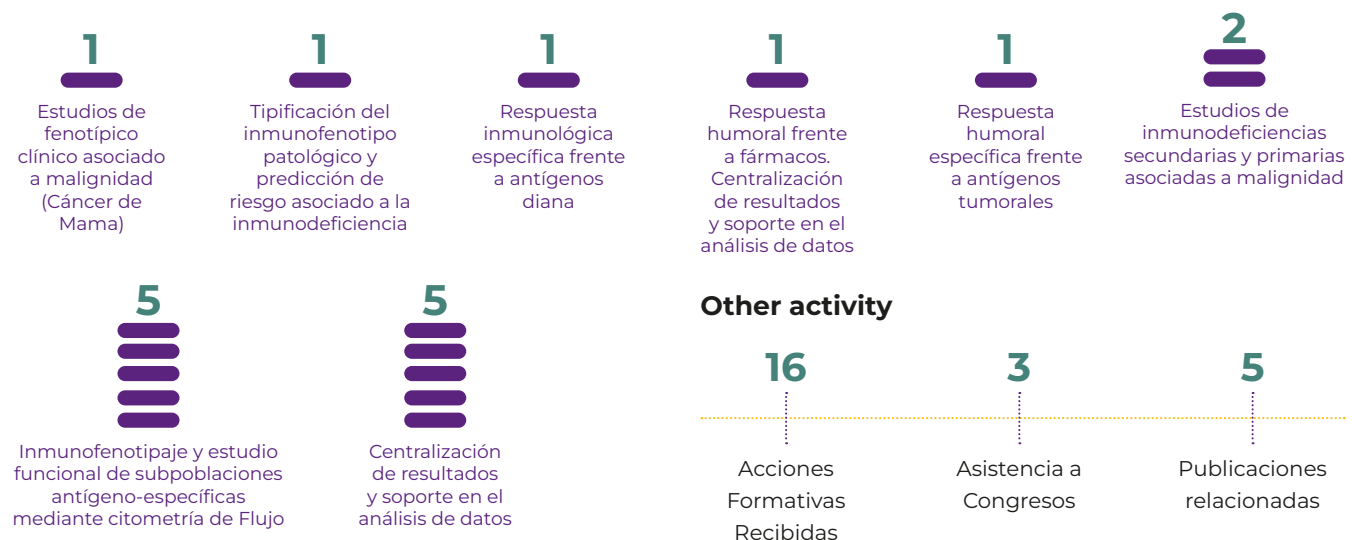 1
Estudios de
fenotípico
clínico asociado
a malignidad
(Cáncer de
Mama)
1
Tipificación del
inmunofenotipo
patológico y
predicción de
riesgo asociado a la
inmunodeficiencia
1
Respuesta
inmunológica
específica frente
a antígenos
diana
1
Respuesta
humoral frente
a fármacos.
Centralización
de resultados
y soporte en el
análisis de datos
1
Respuesta
humoral
específica frente
a antígenos
tumorales
2
Estudios de
inmunodeficiencias
secundarias y primarias
asociadas a malignidad
5
Inmunofenotipaje y estudio
funcional de subpoblaciones
antígeno-específicas
mediante citometría de Flujo
5
Centralización
de resultados
y soporte en el
análisis de datos
Other activity
16
Acciones
Formativas
Recibidas
3
Asistencia a
Congresos
5
Publicaciones
relacionadas